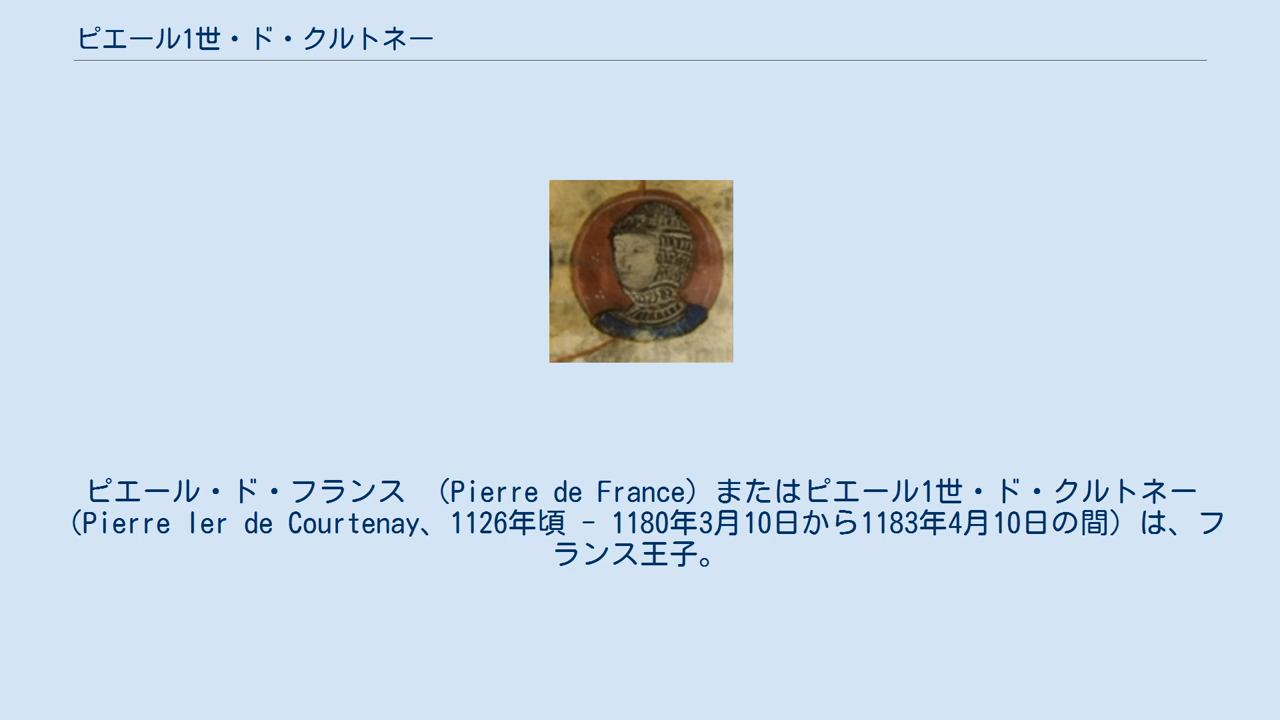 ピエール1世・ド・クルトネー
ピエール・ド・フランス （Pierre de France）またはピエール1世・ド・クルトネー
（Pierre Ier de Courtenay、1126年頃 - 1180年3月10日から1183年4月10日の間）は、フ
ランス王子。